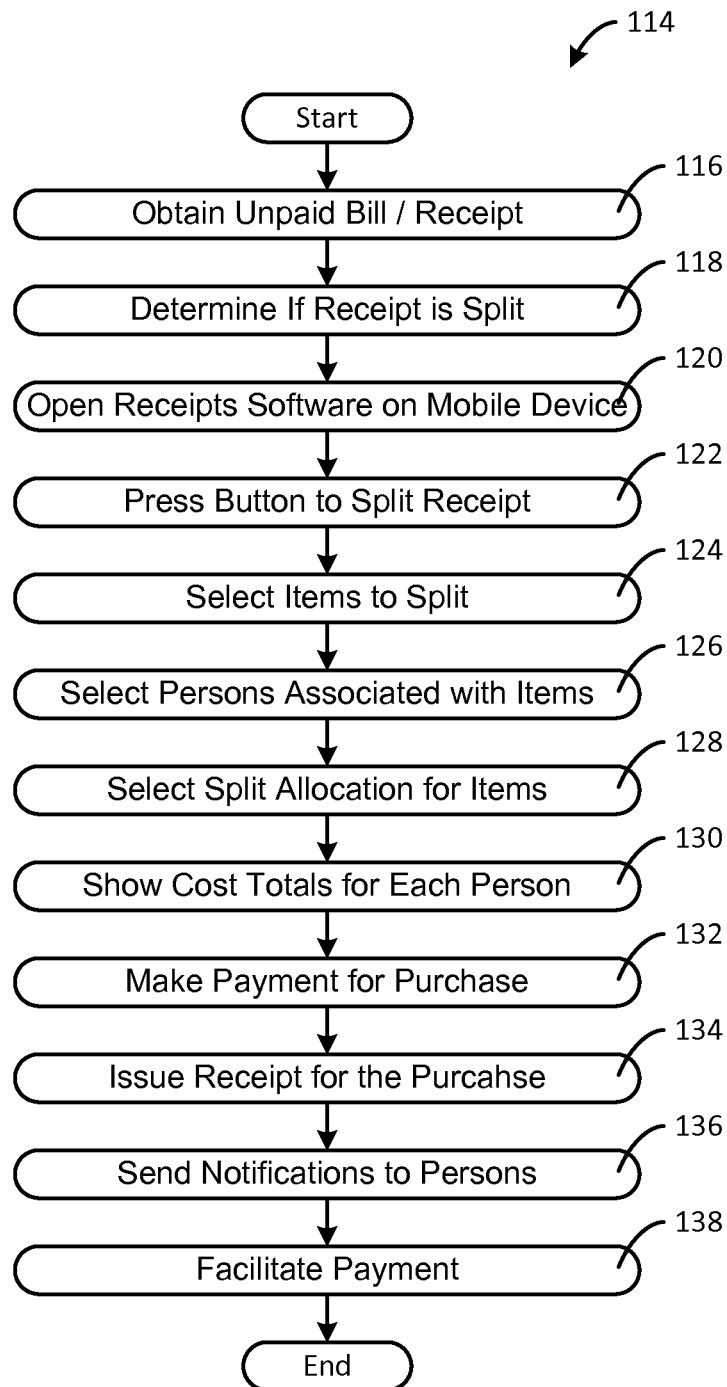 114
Start
116
Obtain Unpaid Bill / Receipt
118
Determine If Receipt is Split
120
Open Receipts Software on Mobile Device
122
Press Button to Split Receipt
124
Select Items to Split
126
Select Persons Associated with Items
128
Select Split Allocation for Items
130
Show Cost Totals for Each Person
132
Make Payment for Purchase
134
Issue Receipt for the Purcahse
136
Send Notifications to Persons
138
Facilitate Payment
End